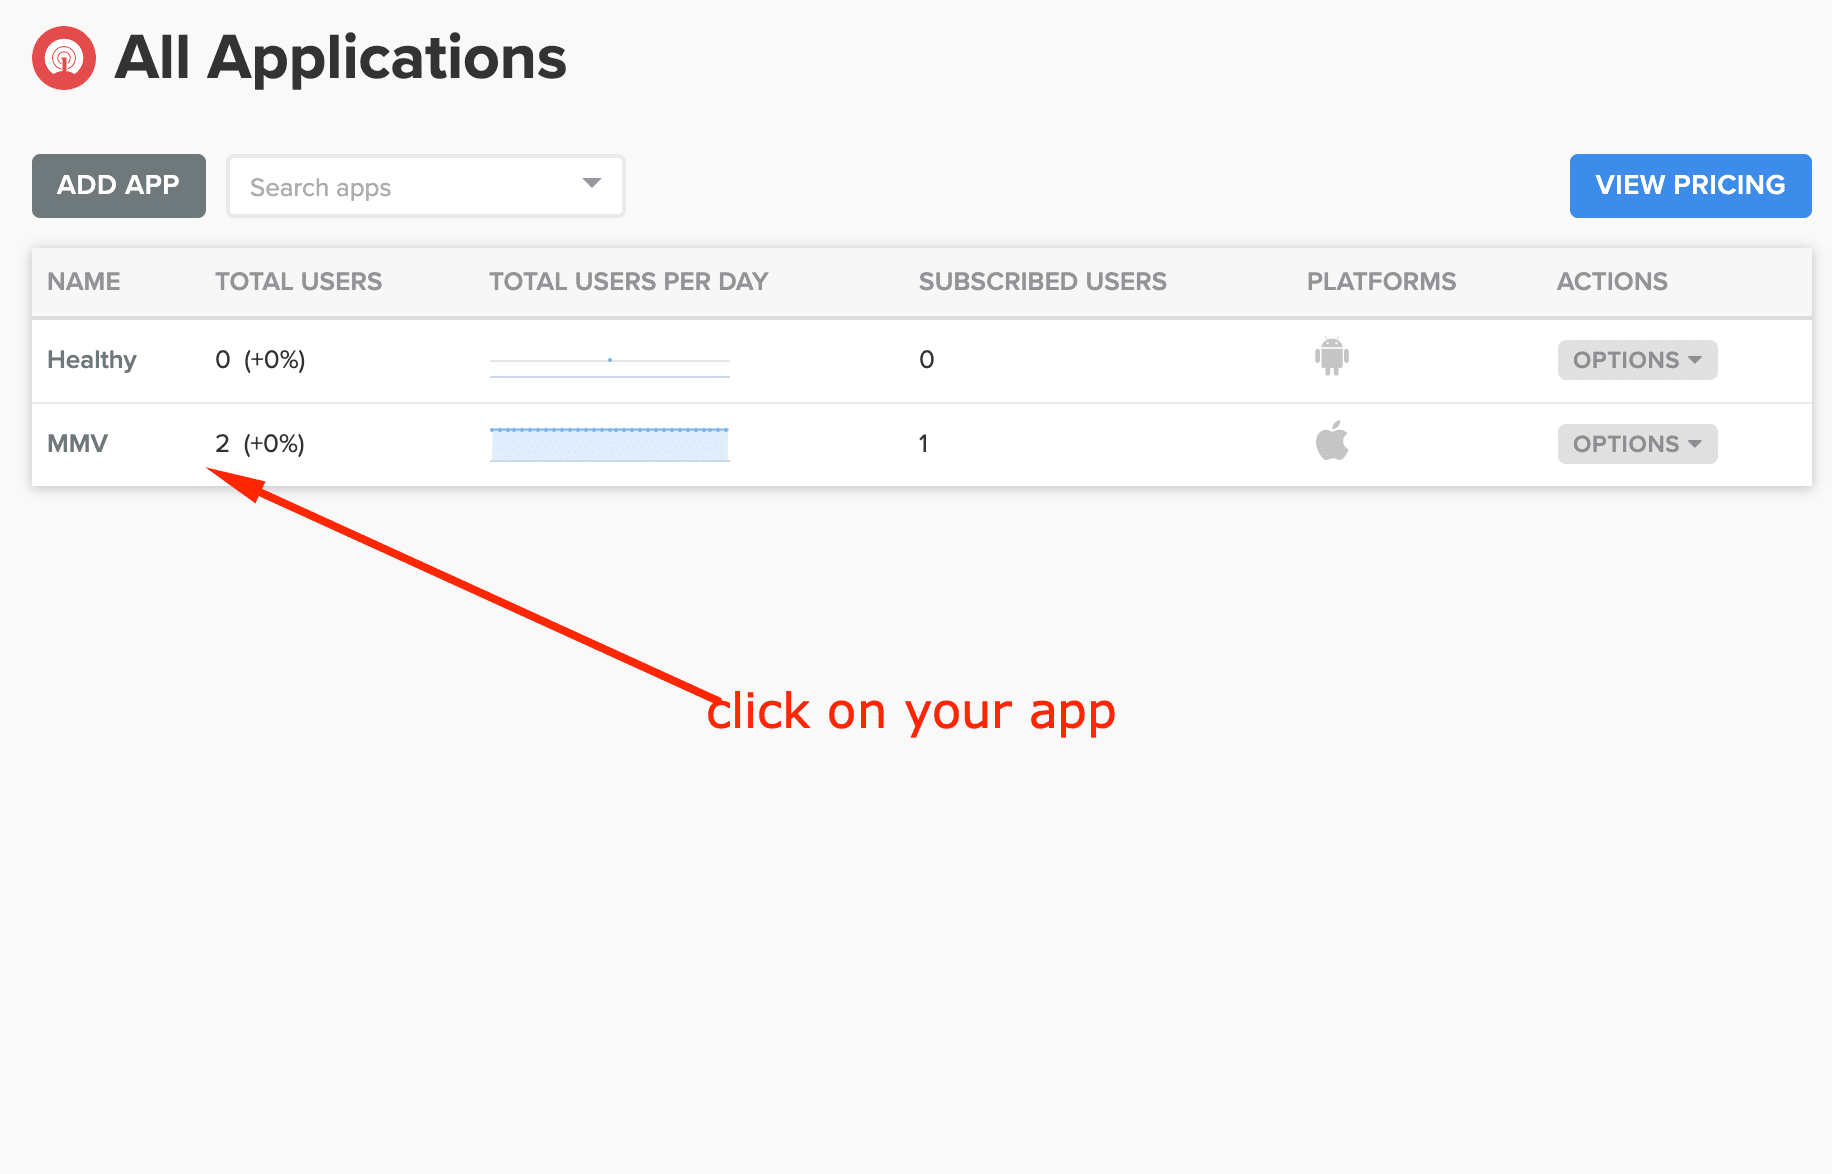 All Applications
ADD APP
Search apps
VIEW PRICING
NAME TOTAL USERS TOTAL USERS PER DAY SUBSCRIBED USERS PLATFORMS ACTIONS
Healthy 0 (+0%) 0 OPTIONS
MMV 2 (+0%) 1 OPTIONS
click on your app